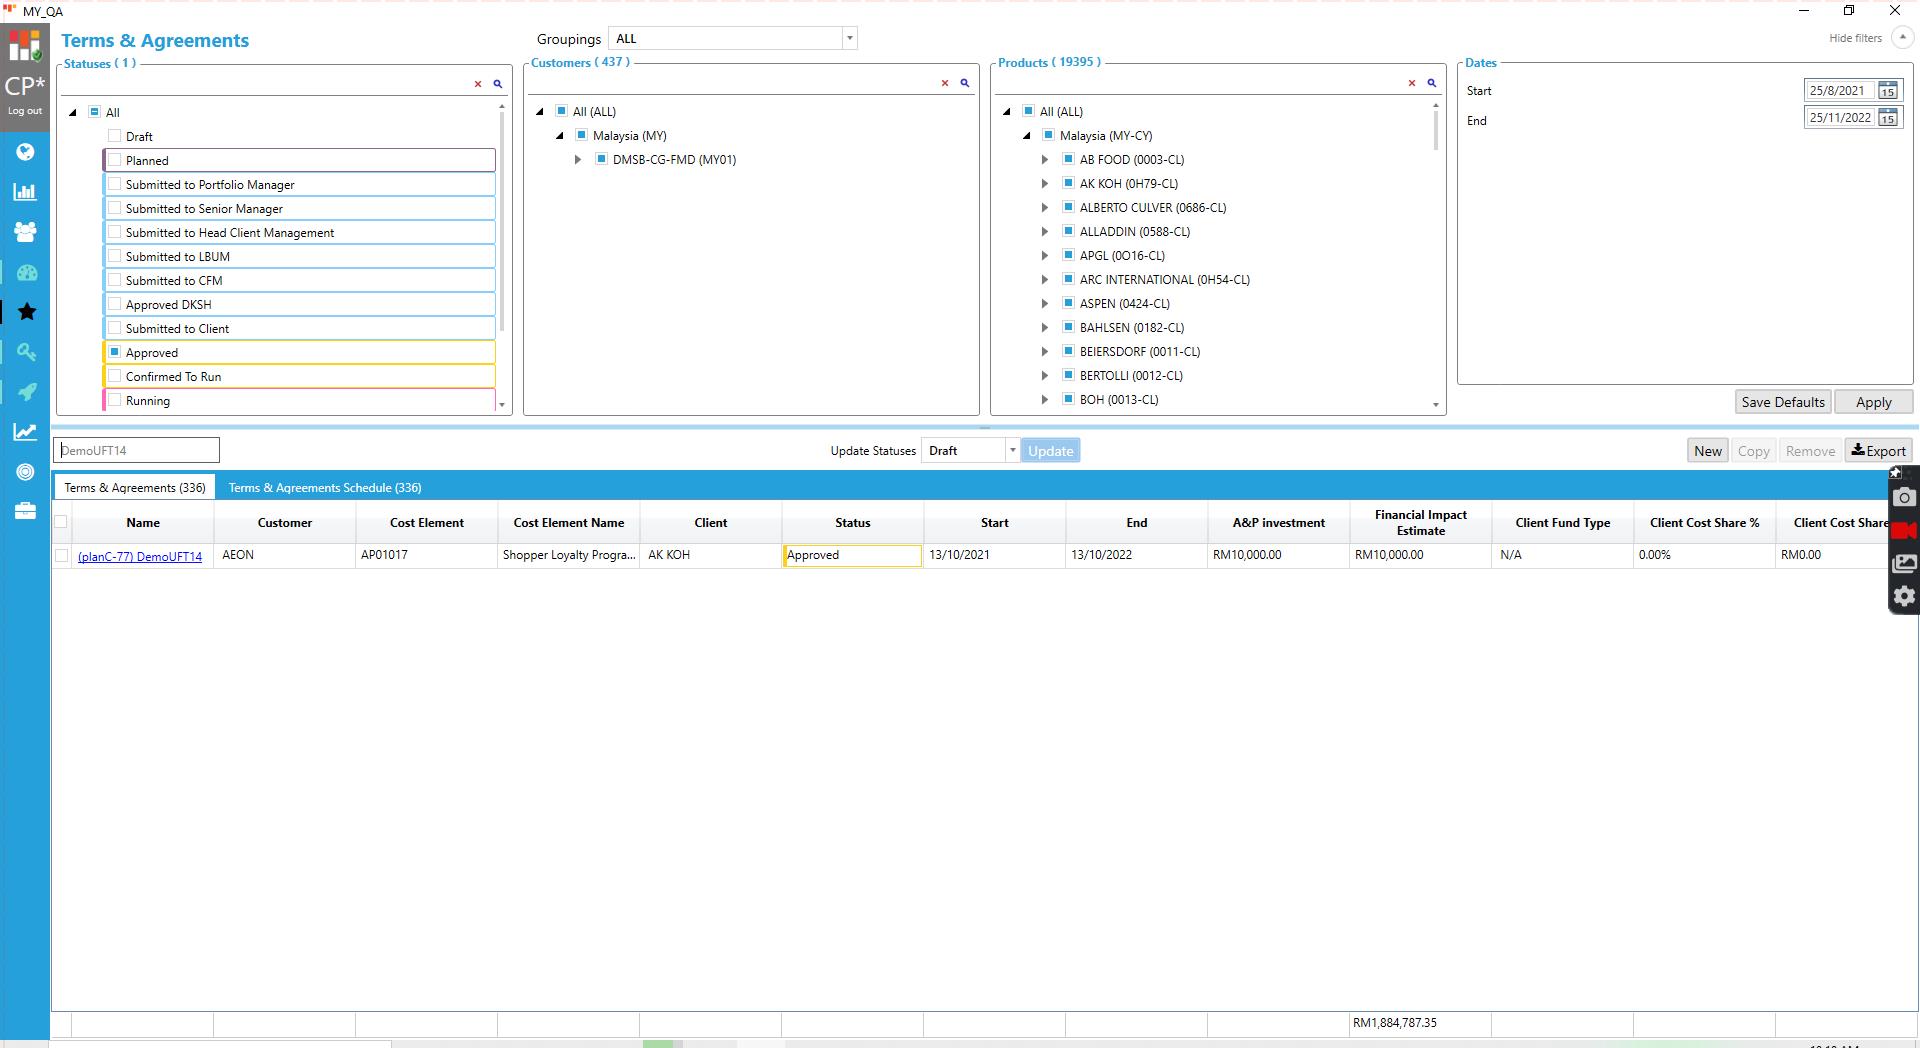 MY_QA
CP*
Log out
Terms & Agreements
Groupings ALL
Hide filters
Statuses ( 1 )
All
Draft
Planned
Submitted to Portfolio Manager
Submitted to Senior Manager
Submitted to Head Client Management
Submitted to LBUM
Submitted to CFM
Approved DKSH
Submitted to Client
Approved
Confirmed To Run
Running
Customers ( 437 )
All (ALL)
Malaysia (MY)
DMSB-CG-FMD (MY01)
Products ( 19395 )
All (ALL)
Malaysia (MY-CY)
AB FOOD (0003-CL)
AK KOH (0H79-CL)
ALBERTO CULVER (0686-CL)
ALLADDIN (0588-CL)
APGL (0O16-CL)
ARC INTERNATIONAL (0H54-CL)
ASPEN (0424-CL)
BAHLSEN (0182-CL)
BEIERSDORF (0011-CL)
BERTOLLI (0012-CL)
BOH (0013-CL)
Dates
Start 25/8/2021 15
End 25/11/2022 15
Save Defaults Apply
DemoUFT14
Update Statuses Draft Update
New Copy Remove Export
Terms & Agreements (336) Terms & Agreements Schedule (336)
Name Customer Cost Element Cost Element Name Client Status Start End A&P investment Financial Impact Estimate Client Fund Type Client Cost Share % Client Cost Share
(planC-77) DemoUFT14 AEON AP01017 Shopper Loyalty Progra... AK KOH Approved 13/10/2021 13/10/2022 RM10,000.00 RM10,000.00 N/A 0.00% RM0.00
RM1,884,787.35